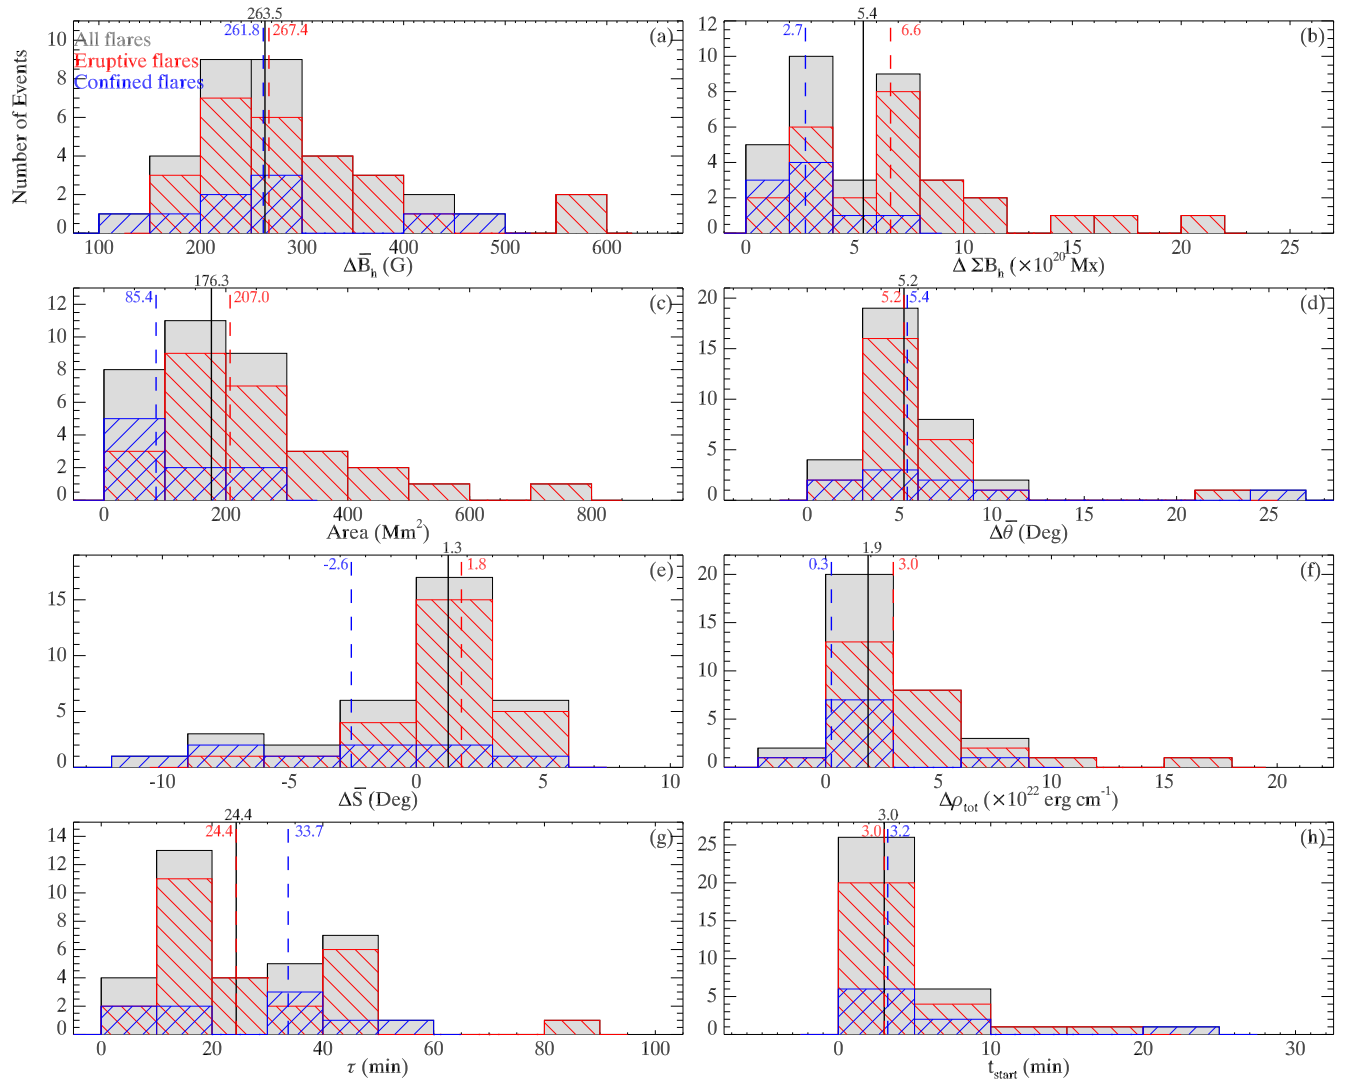 263.5
261.8 267.4
(a)
All flares
Eruptive flares
Confined flares
Number of Events
10
8
6
4
2
0
100 200 300 400 500 600
ΔB̅h (G)
5.4
2.7 6.6
(b)
12
10
8
6
4
2
0
0 5 10 15 20 25
Δ ΣBh (×10²⁰ Mx)
176.3
85.4 207.0
(c)
12
10
8
6
4
2
0
0 200 400 600 800
Area (Mm²)
5.2
5.2 5.4
(d)
20
15
10
5
0
0 5 10 15 20 25
Δθ̅ (Deg)
1.3
-2.6 1.8
(e)
15
10
5
0
-10 -5 0 5 10
ΔS̅ (Deg)
1.9
0.3 3.0
(f)
20
15
10
5
0
0 5 10 15 20
Δρtot (×10²² erg cm⁻¹)
24.4
24.4 33.7
(g)
14
12
10
8
6
4
2
0
0 20 40 60 80 100
τ (min)
3.0
3.0 3.2
(h)
25
20
15
10
5
0
0 10 20 30
tstart (min)